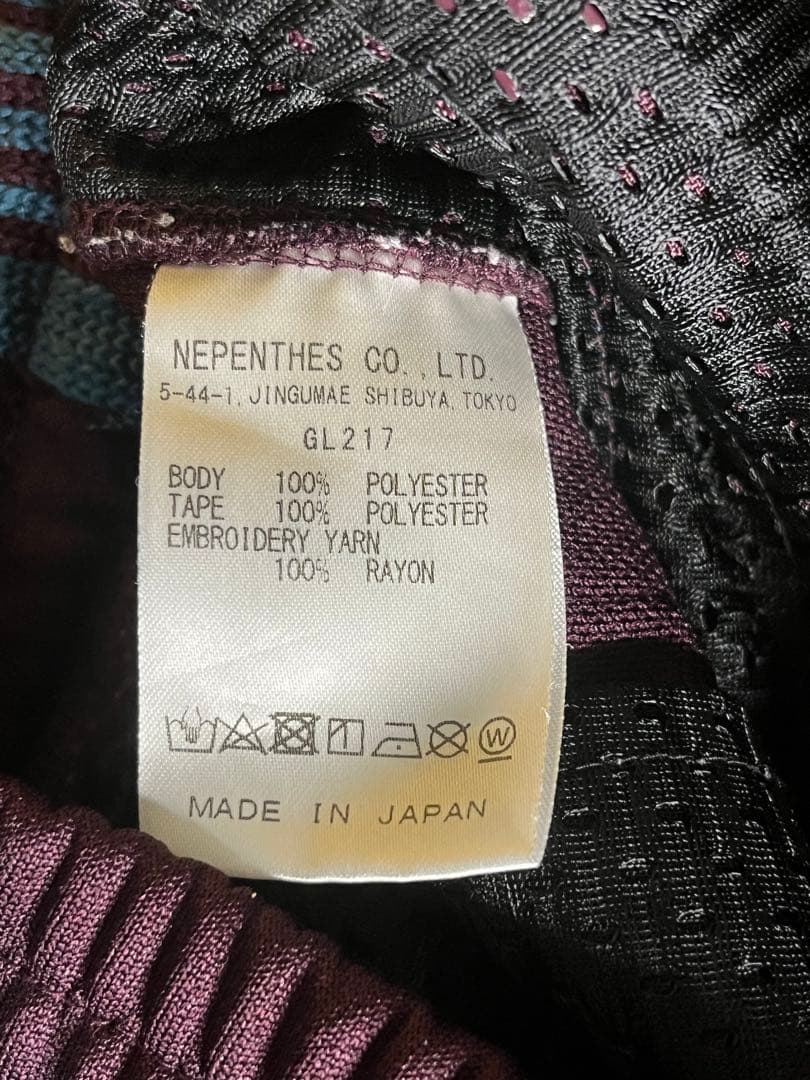 NEPENTHES CO.,LTD.
5-44-1, JINGUMAE SHIBUYA, TOKYO
GL217
BODY 100% POLYESTER
TAPE 100% POLYESTER
EMBROIDERY YARN
100% RAYON
W
MADE IN JAPAN